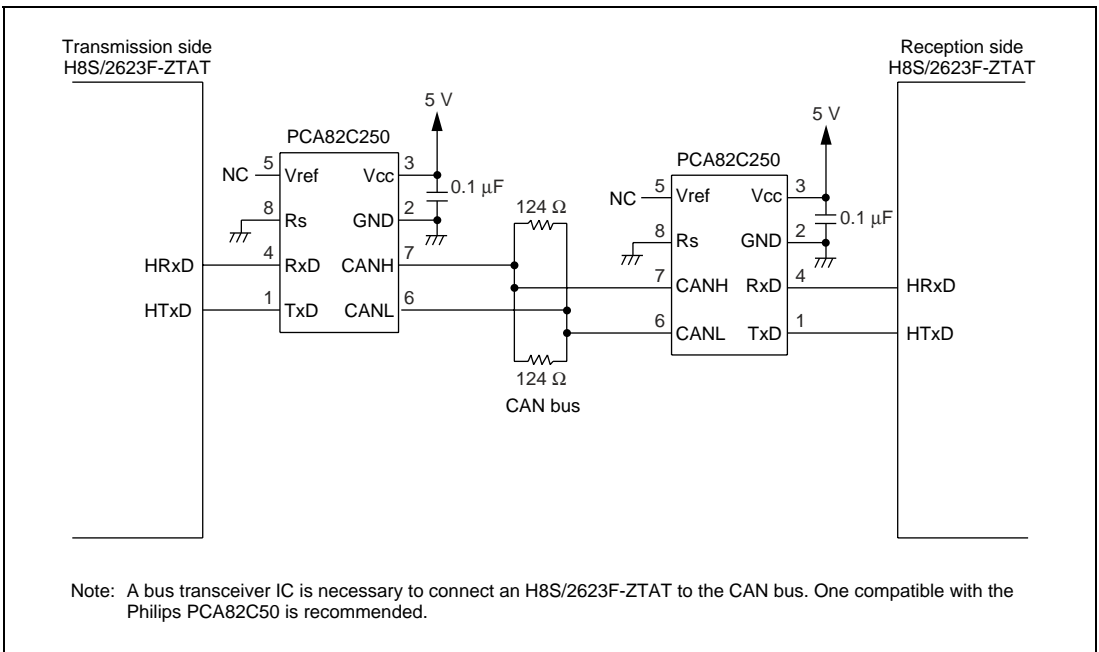 Transmission side
H8S/2623F-ZTAT
Reception side
H8S/2623F-ZTAT
5 V
PCA82C250
NC 5 Vref Vcc 3
0.1 μF
8 Rs GND 2
HRxD 4 RxD CANH 7
HTxD 1 TxD CANL 6
124 Ω
124 Ω
CAN bus
5 V
PCA82C250
NC 5 Vref Vcc 3
0.1 μF
8 Rs GND 2
7 CANH RxD 4 HRxD
6 CANL TxD 1 HTxD
Note: A bus transceiver IC is necessary to connect an H8S/2623F-ZTAT to the CAN bus. One compatible with the
Philips PCA82C50 is recommended.